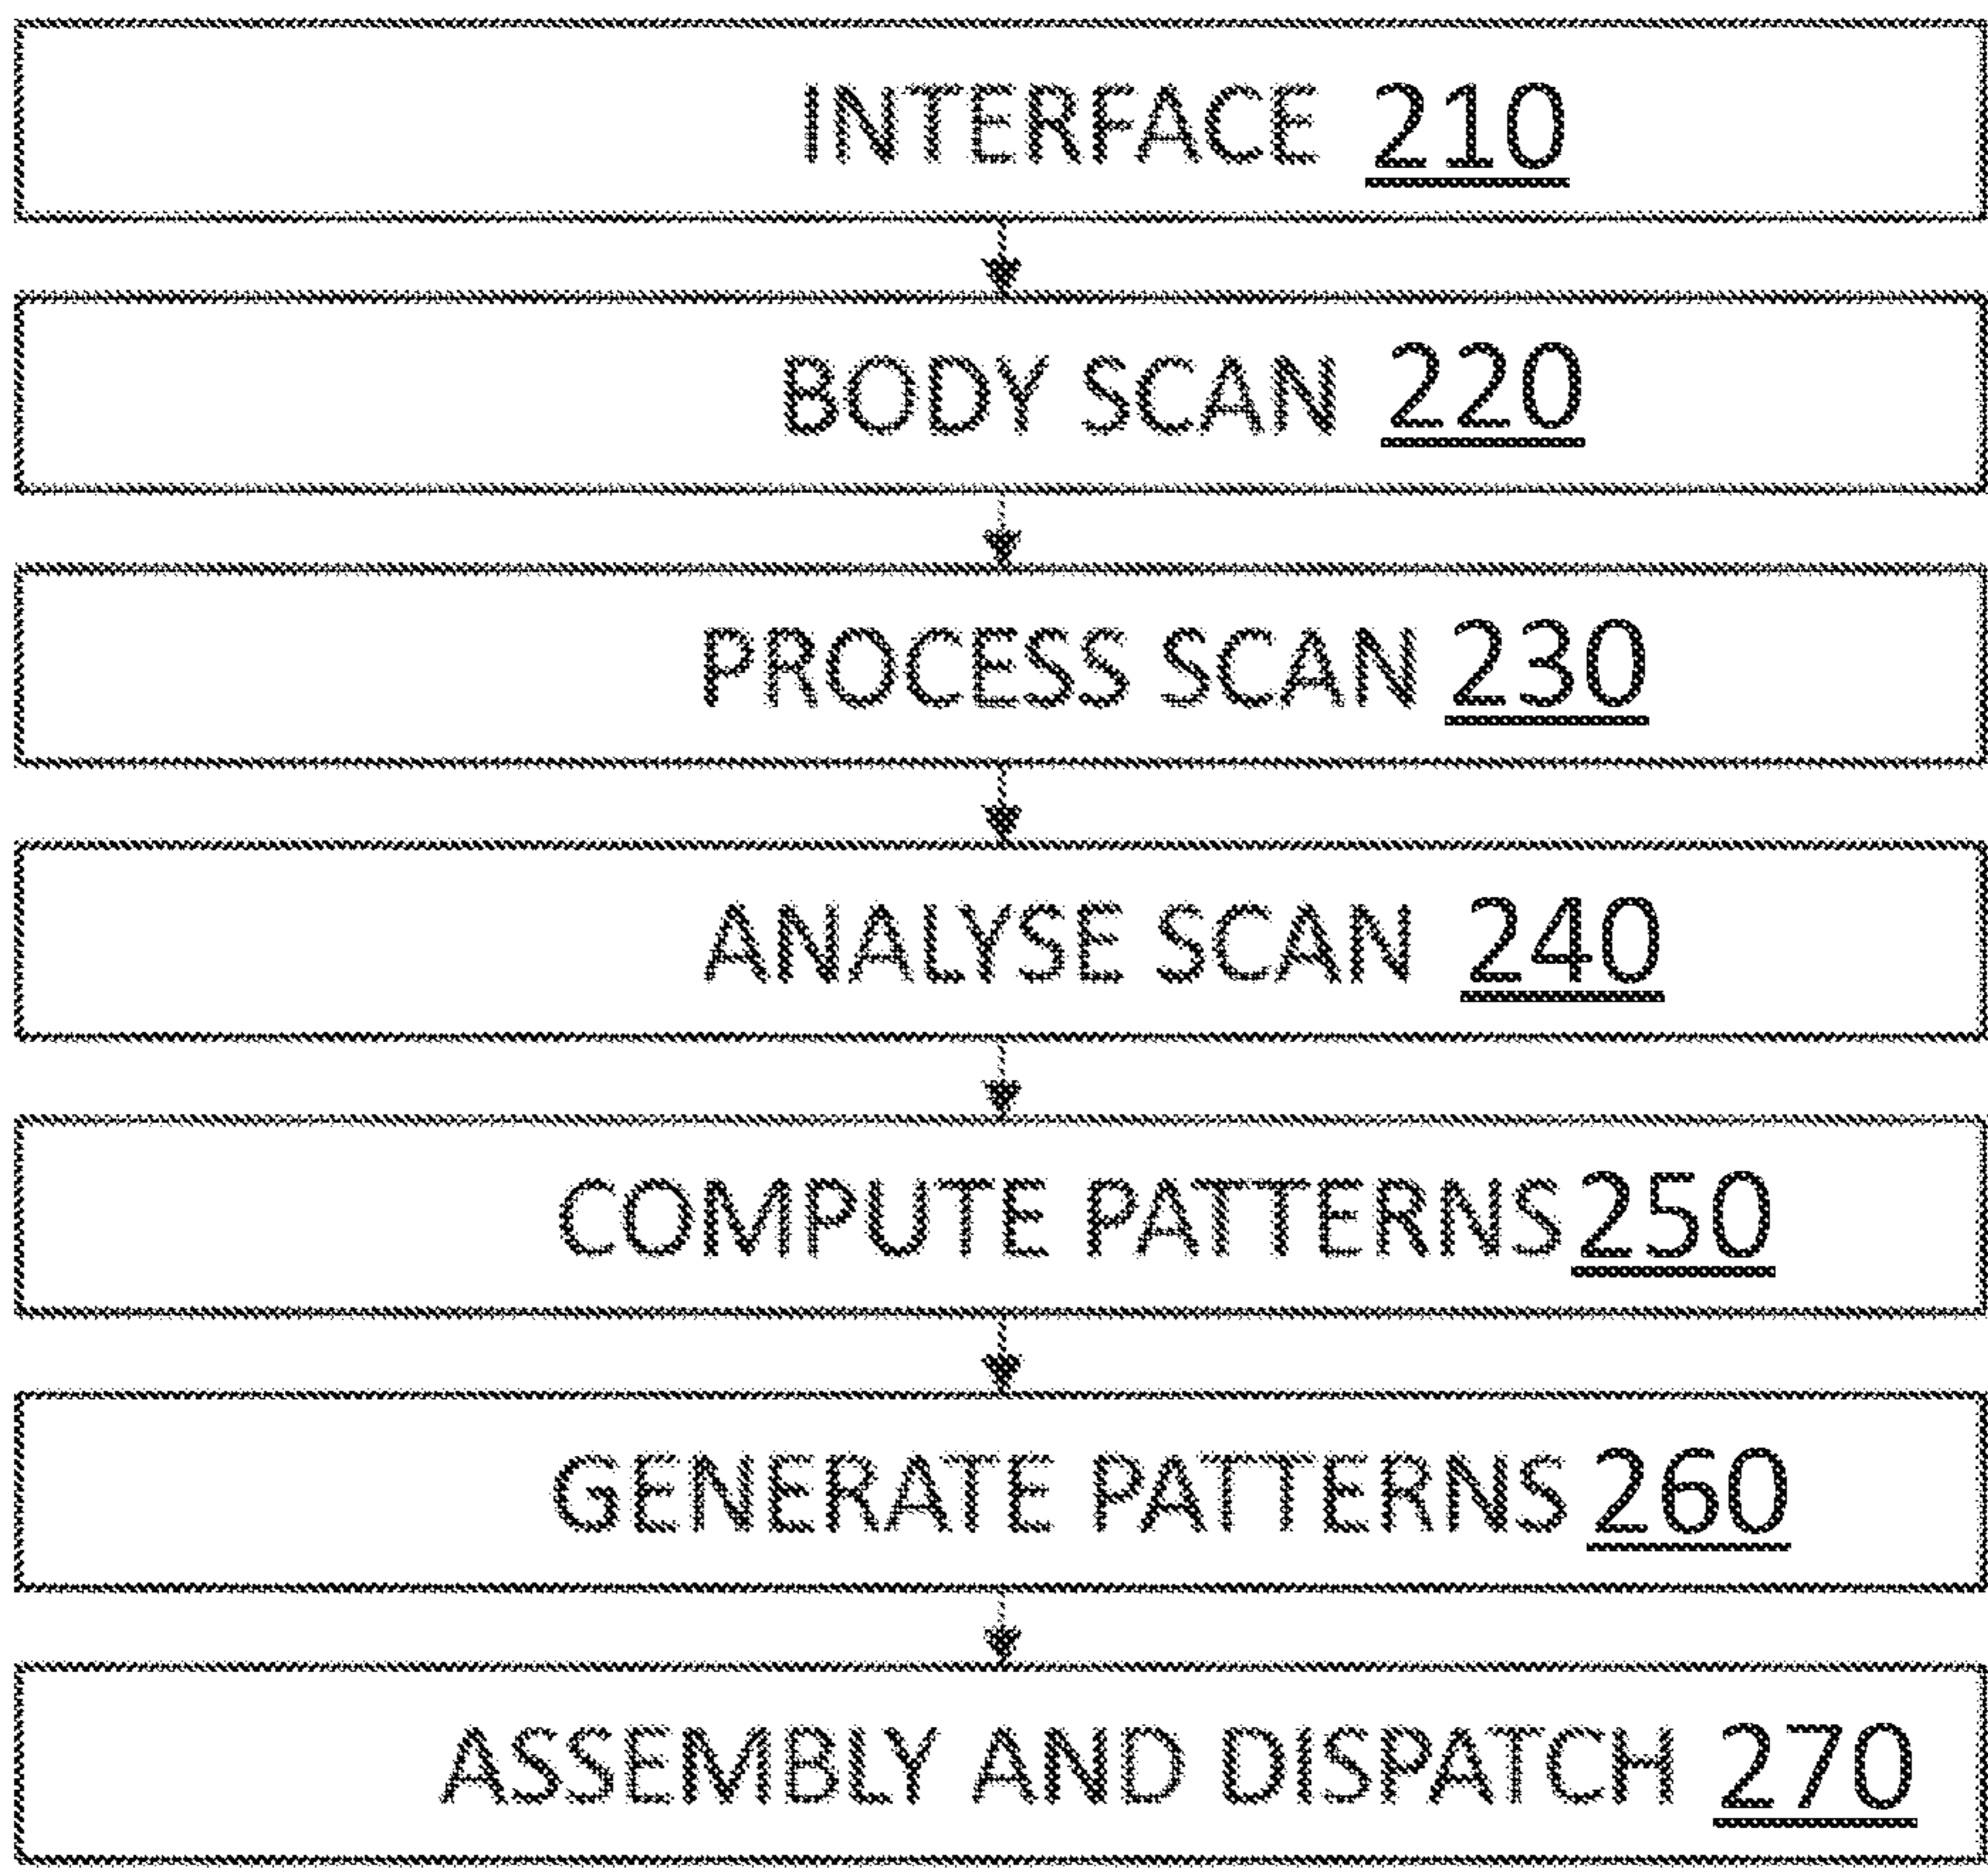 INTERFACE 210
BODY SCAN 220
PROCESS SCAN 230
ANALYSE SCAN 240
COMPUTE PATTERNS 250
GENERATE PATTERNS 260
ASSEMBLY AND DISPATCH 270